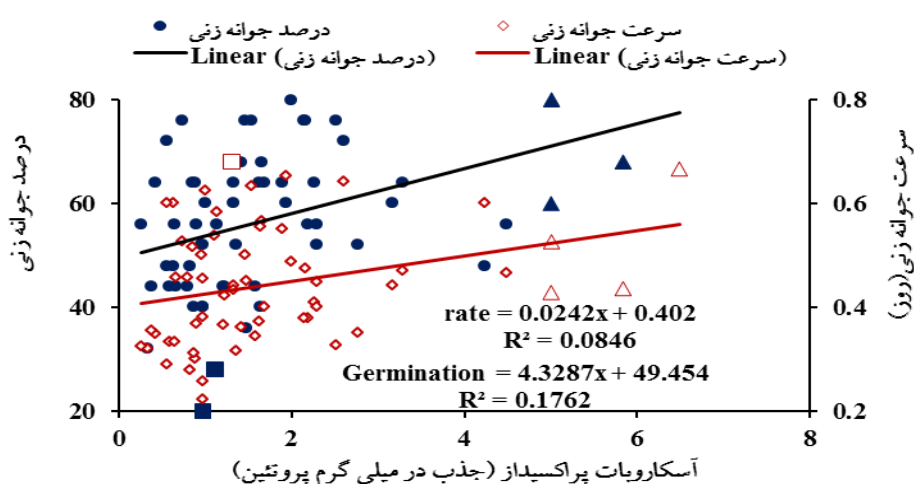 درصد جوانه زنی
سرعت جوانه زنی
Linear (درصد جوانه زنی)
Linear (سرعت جوانه زنی)
درصد جوانه زنی
80
60
40
20
0.8
0.6
0.4
0.2
سرعت جوانه زنی(روز)
rate = 0.0242x + 0.402
R² = 0.0846
Germination = 4.3287x + 49.454
R² = 0.1762
0 2 4 6 8
آسکاروبات پراکسیداز (جذب در میلی گرم پروتئین)